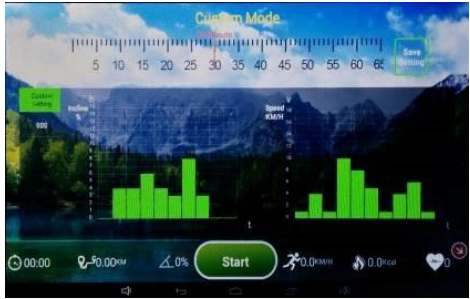 Custom Mode
Save
Setting
5 10 15 20 25 30 35 40 45 50 55 60 65
Custom
Setting
Incline
%
Speed
KM/H
t
t
00:00
0.00KM
0%
Start
0.0KM/H
0.0Kcal
0